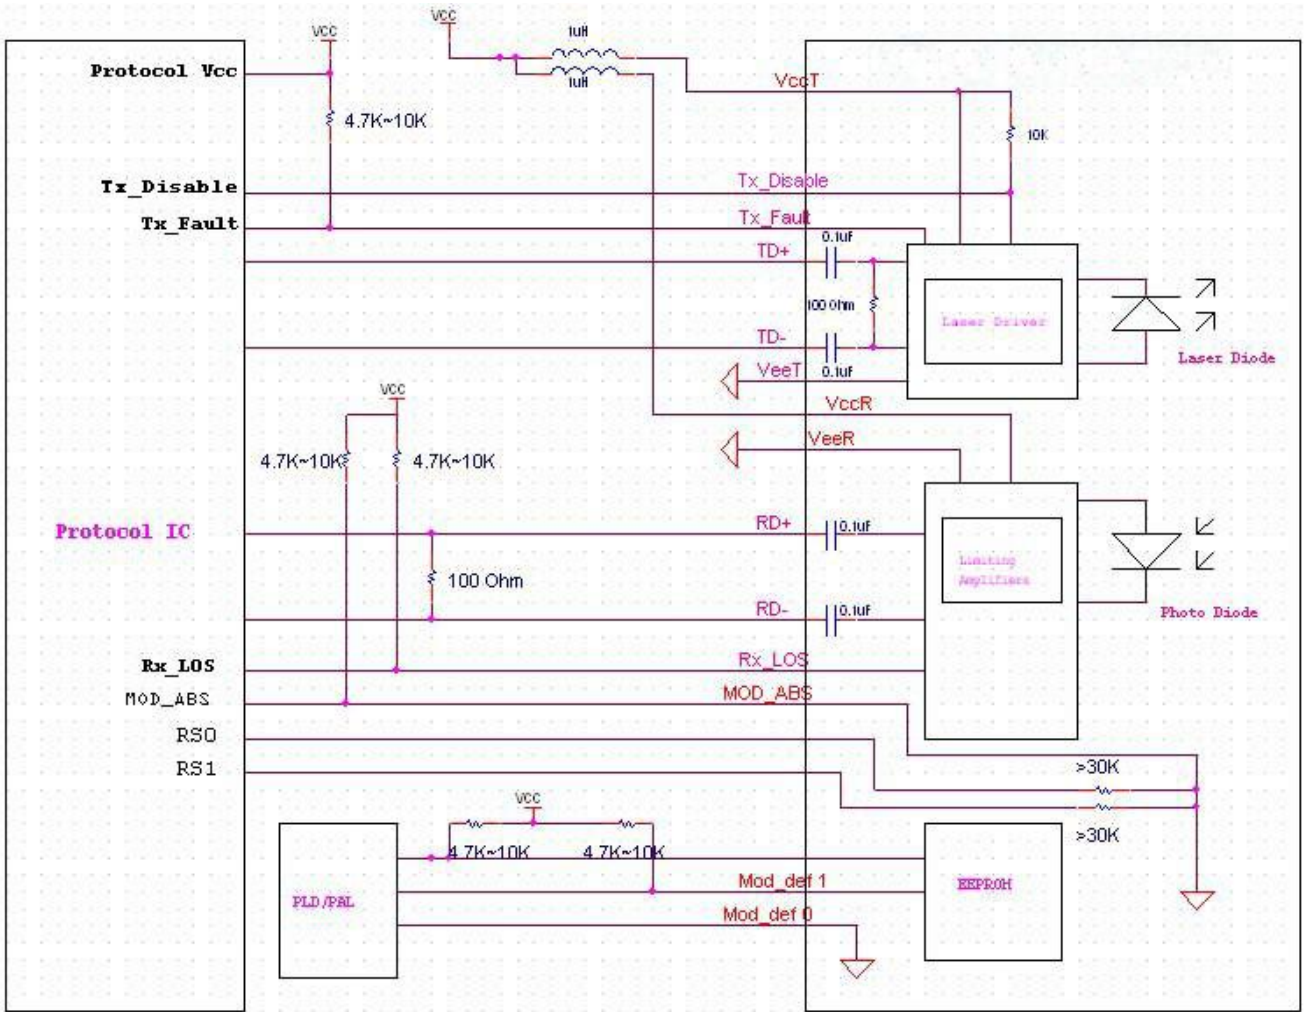 VCC
VCC
1uH
1uH
Protocol Vcc
VccT
4.7K~10K
10K
Tx_Disable
Tx_Disable
Tx_Fault
Tx_Fault
0.1uf
TD+
100 Ohm
Laser Driver
TD-
Laser Diode
VeeT
0.1uf
VCC
VccR
VeeR
4.7K~10K
4.7K~10K
Protocol IC
RD+
0.1uf
Limiting
Amplifiers
100 Ohm
RD-
0.1uf
Photo Diode
Rx_LOS
Rx_LOS
MOD_ABS
MOD_ABS
RS0
RS1
>30K
VCC
>30K
4.7K~10K
4.7K~10K
Mod_def 1
EEPROM
PLD/PAL
Mod_def 0